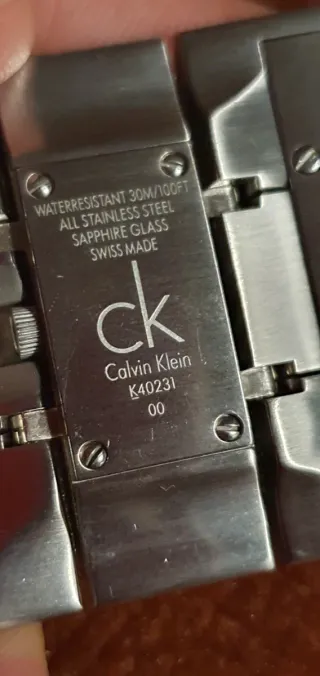 WATERRESISTANT 30M/100FT
ALL STAINLESS STEEL
SAPPHIRE GLASS
SWISS MADE
ck
Calvin Klein
K40231
00